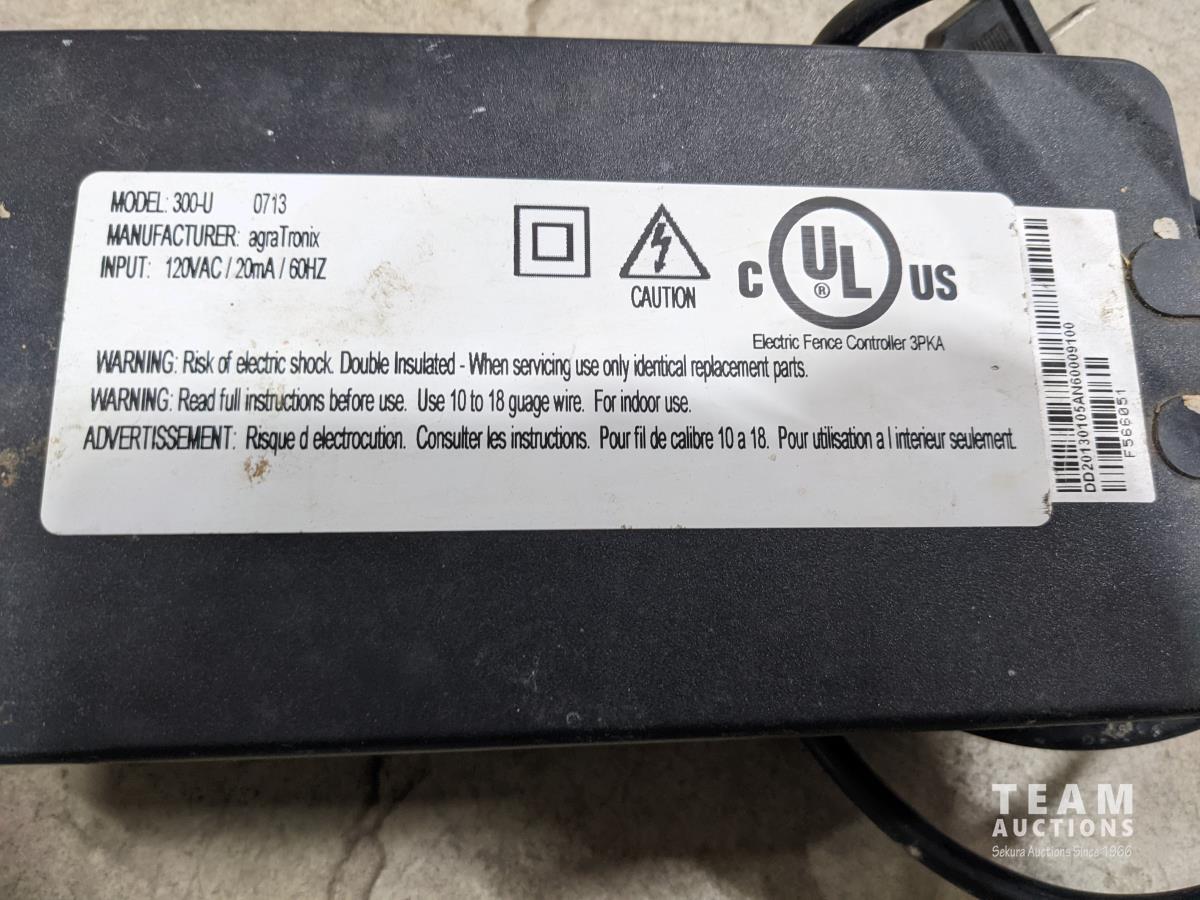 MODEL: 300-U 0713
MANUFACTURER: agraTronix
INPUT: 120VAC / 20mA / 60HZ
CAUTION
C UL ® US
Electric Fence Controller 3PKA
WARNING: Risk of electric shock. Double Insulated - When servicing use only identical replacement parts.
WARNING: Read full instructions before use. Use 10 to 18 guage wire. For indoor use.
ADVERTISSEMENT: Risque d electrocution. Consulter les instructions. Pour fil de calibre 10 a 18. Pour utilisation a l interieur seulement.
DD20130105AN60009100
F566051
TEAM
AUCTIONS
Sekura Auctions Since 1966